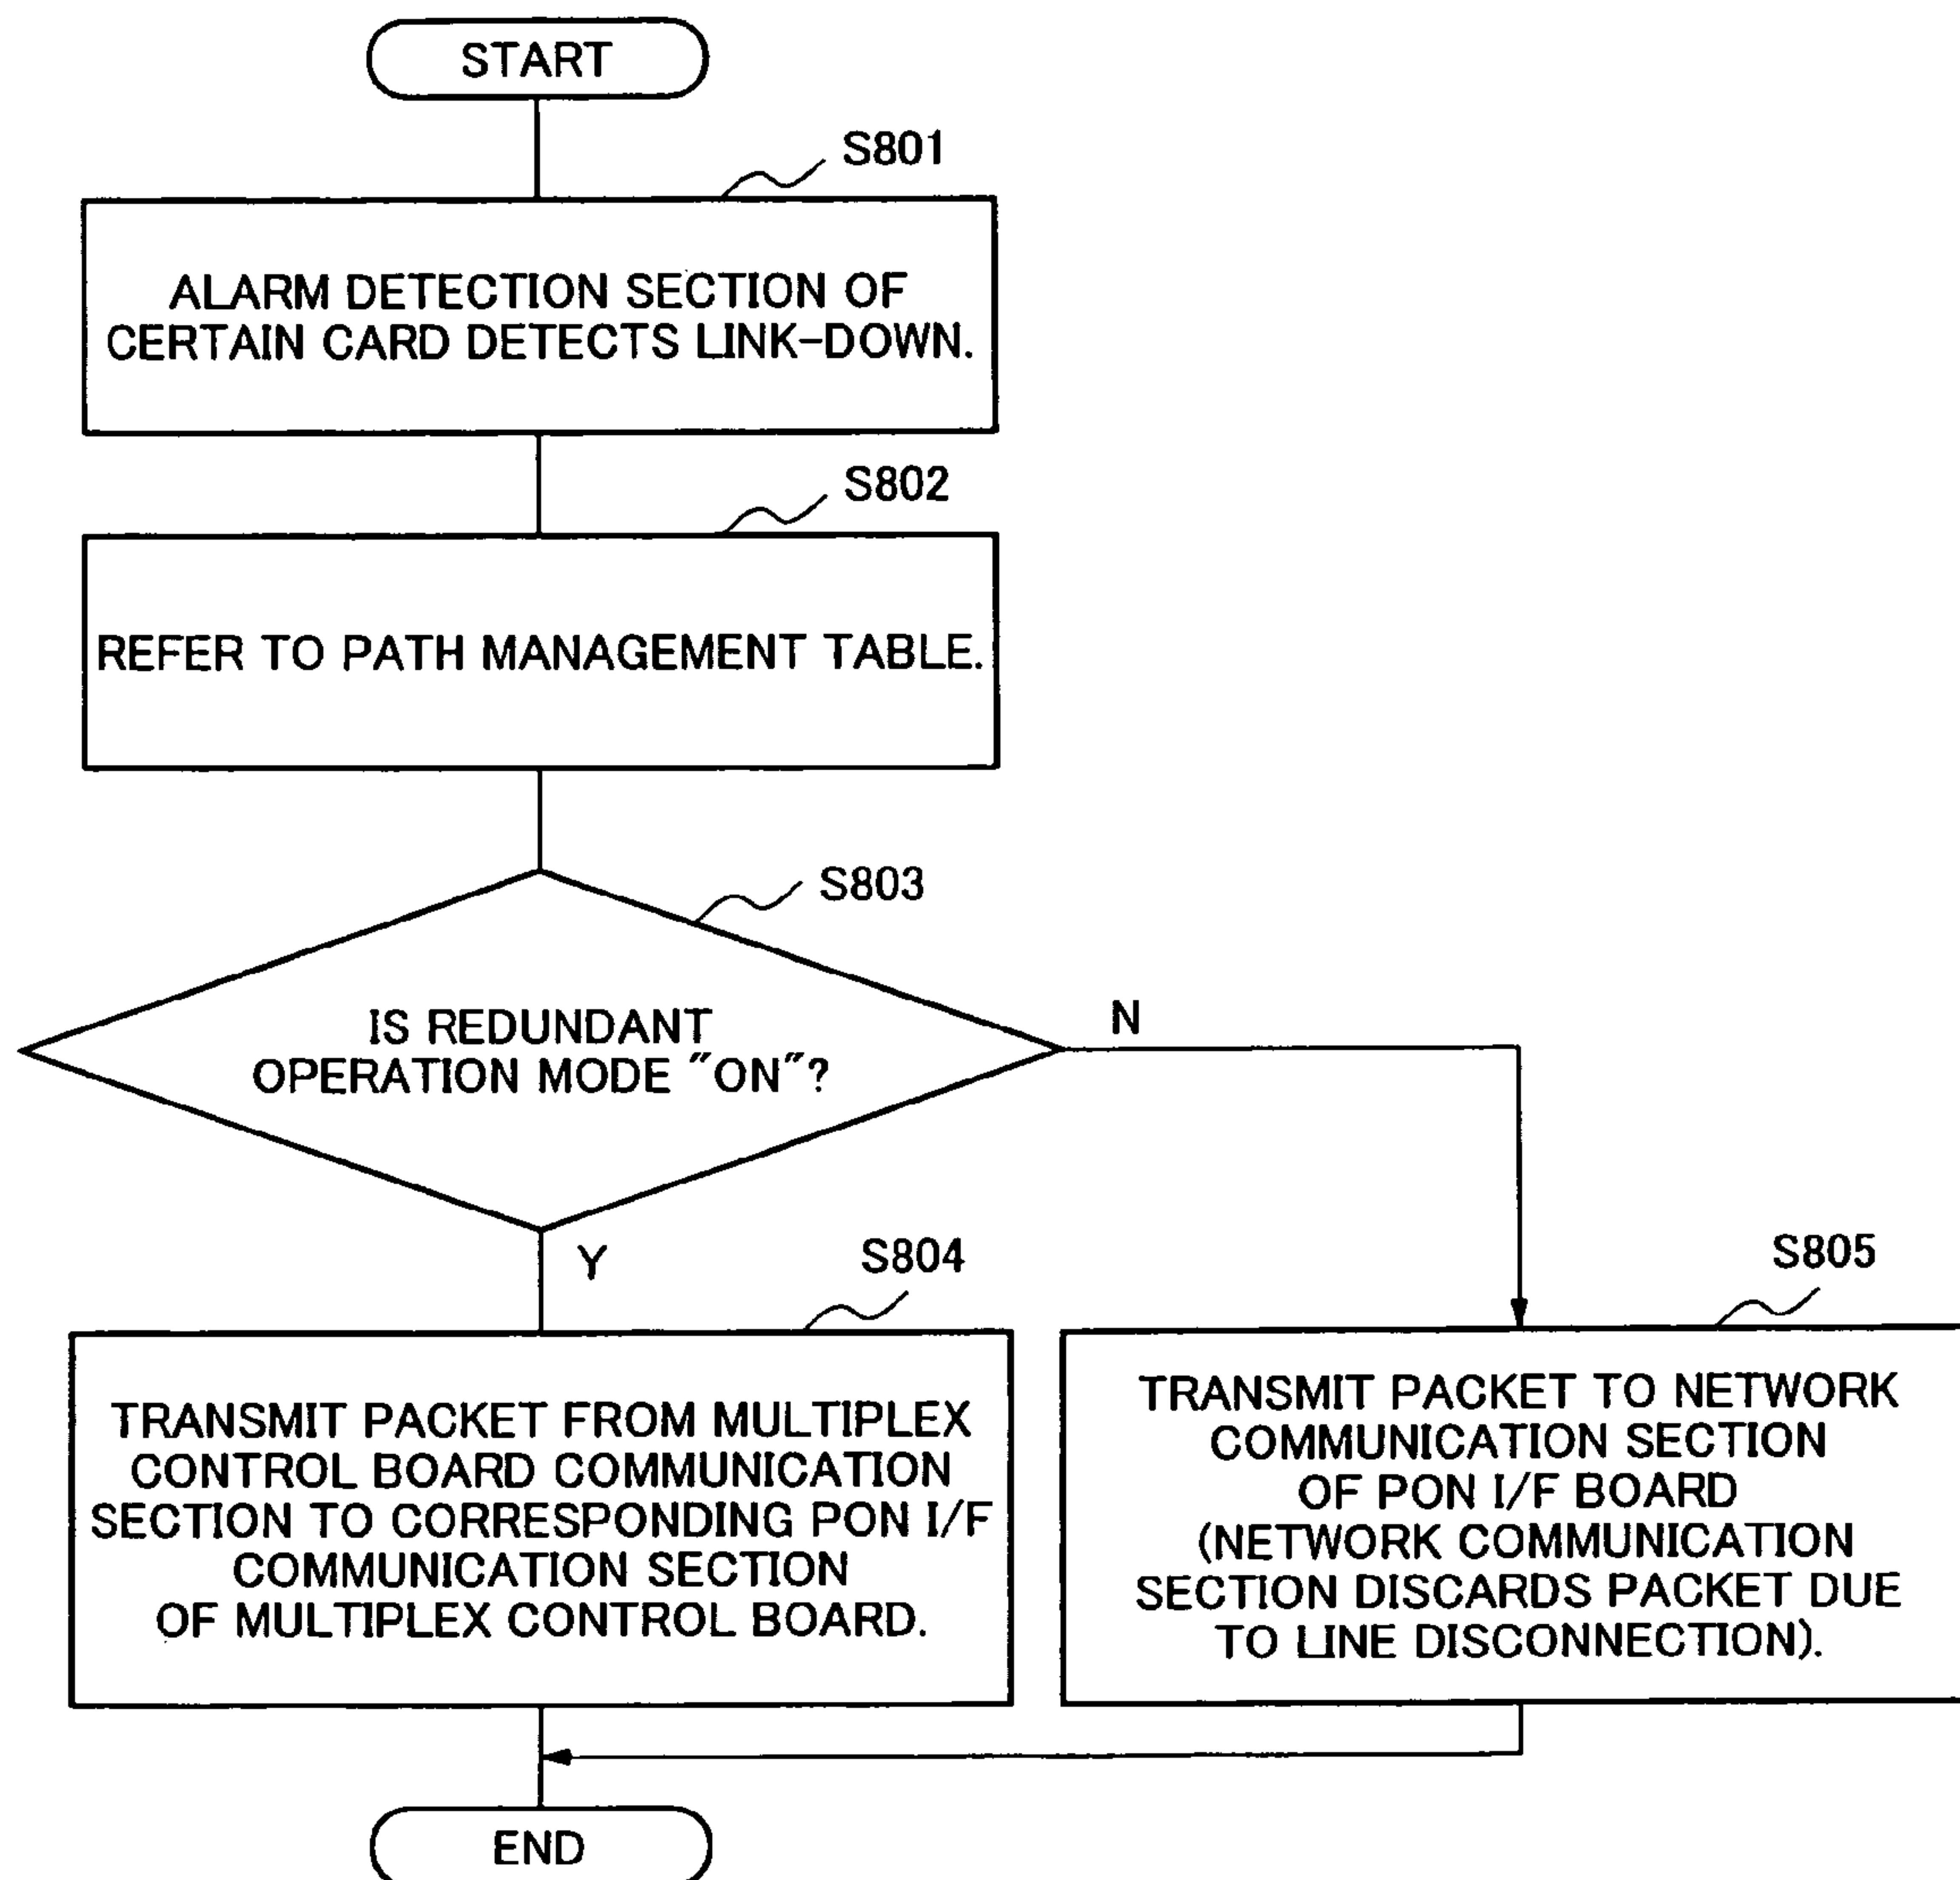 START
S801
ALARM DETECTION SECTION OF
CERTAIN CARD DETECTS LINK-DOWN.
S802
REFER TO PATH MANAGEMENT TABLE.
S803
IS REDUNDANT
OPERATION MODE "ON"?
N
Y
S804
TRANSMIT PACKET FROM MULTIPLEX
CONTROL BOARD COMMUNICATION
SECTION TO CORRESPONDING PON I/F
COMMUNICATION SECTION
OF MULTIPLEX CONTROL BOARD.
S805
TRANSMIT PACKET TO NETWORK
COMMUNICATION SECTION
OF PON I/F BOARD
(NETWORK COMMUNICATION
SECTION DISCARDS PACKET DUE
TO LINE DISCONNECTION).
END